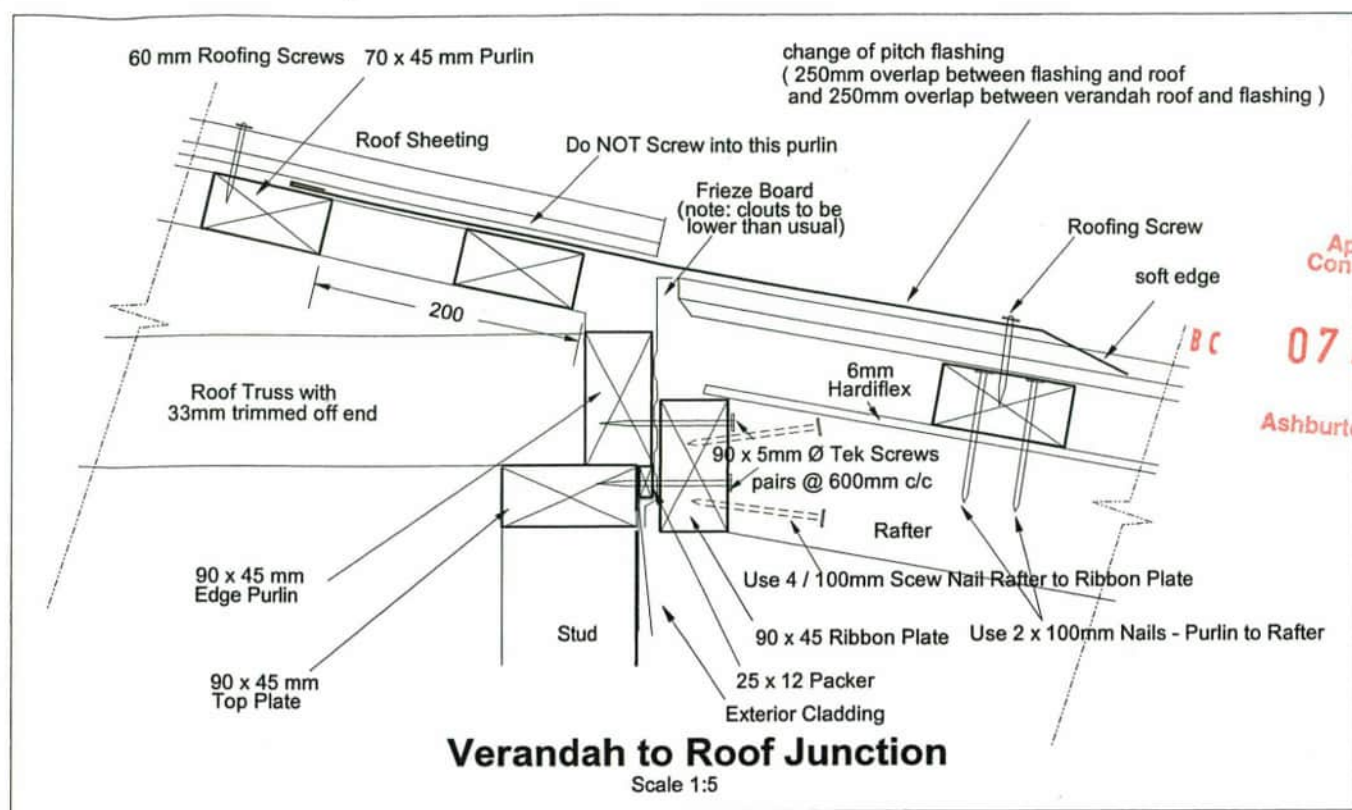 60 mm Roofing Screws
70 x 45 mm Purlin
change of pitch flashing
( 250mm overlap between flashing and roof
and 250mm overlap between verandah roof and flashing )
Roof Sheeting
Do NOT Screw into this purlin
Frieze Board
(note: clouts to be
lower than usual)
Roofing Screw
soft edge
200
B C
07
6mm
Hardiflex
Roof Truss with
33mm trimmed off end
90 x 5mm Ø Tek Screws
pairs @ 600mm c/c
Rafter
90 x 45 mm
Edge Purlin
Use 4 / 100mm Scew Nail Rafter to Ribbon Plate
Stud
90 x 45 Ribbon Plate
Use 2 x 100mm Nails - Purlin to Rafter
90 x 45 mm
Top Plate
25 x 12 Packer
Exterior Cladding
Verandah to Roof Junction
Scale 1:5